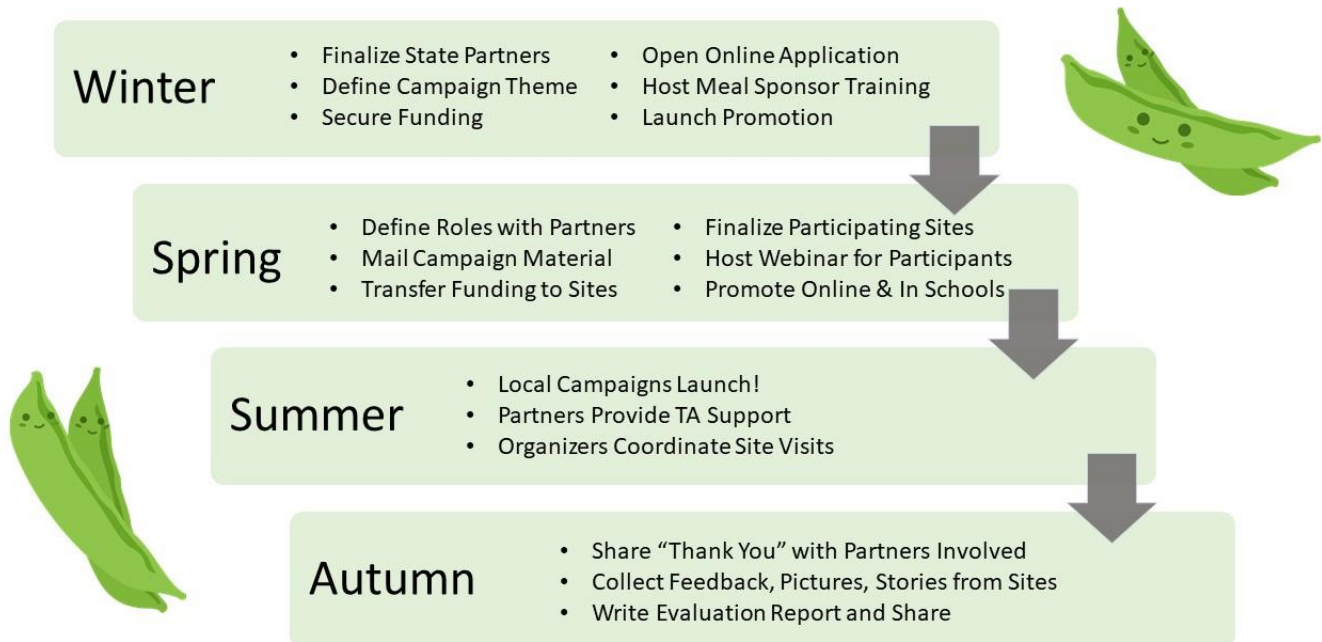 Winter
• Finalize State Partners
• Define Campaign Theme
• Secure Funding
• Open Online Application
• Host Meal Sponsor Training
• Launch Promotion
Spring
• Define Roles with Partners
• Mail Campaign Material
• Transfer Funding to Sites
• Finalize Participating Sites
• Host Webinar for Participants
• Promote Online & In Schools
Summer
• Local Campaigns Launch!
• Partners Provide TA Support
• Organizers Coordinate Site Visits
Autumn
• Share “Thank You” with Partners Involved
• Collect Feedback, Pictures, Stories from Sites
• Write Evaluation Report and Share